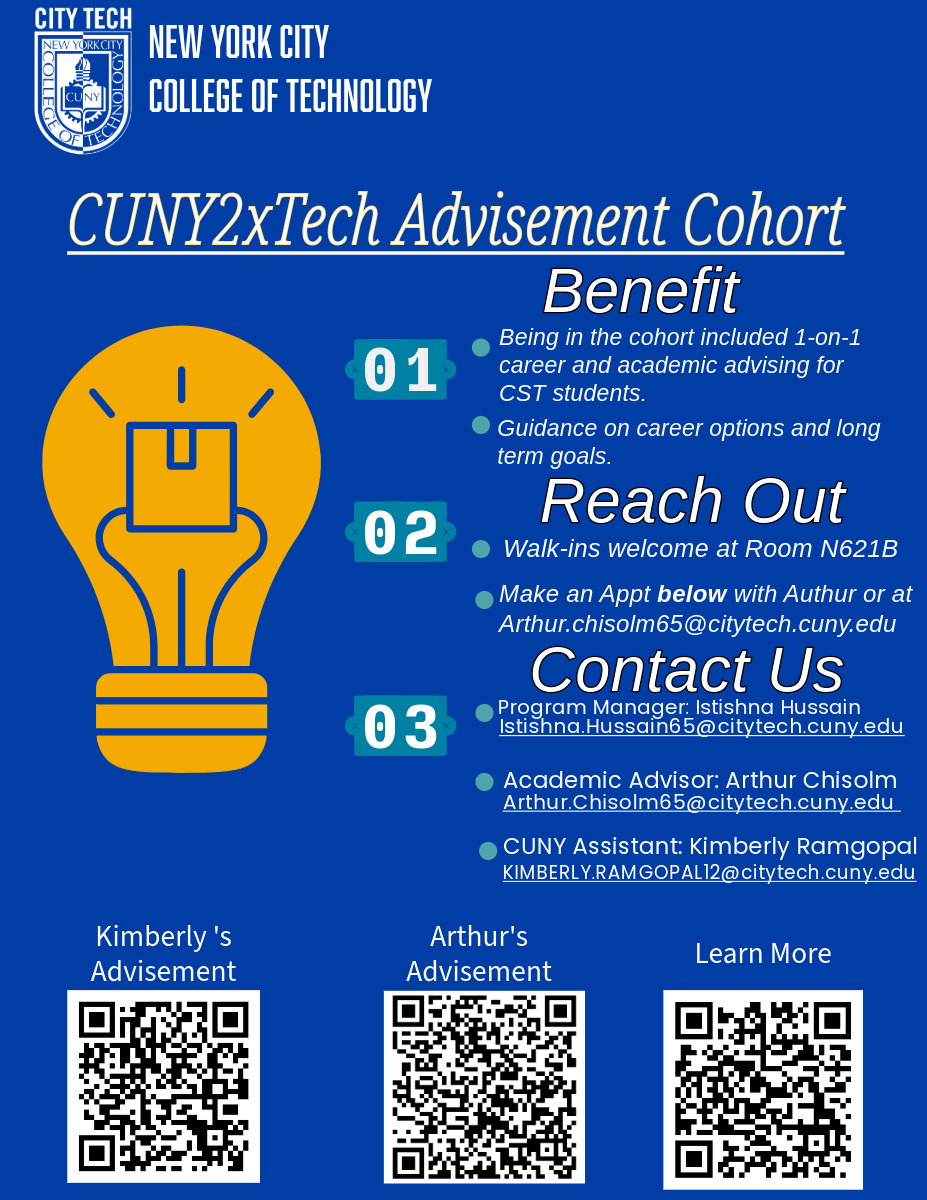 CITY TECH
NEW YORK CITY
COLLEGE OF TECHNOLOGY
CUNY
NEW YORK CITY
COLLEGE OF TECHNOLOGY
CUNY2xTech Advisement Cohort
Benefit
01
Being in the cohort included 1-on-1
career and academic advising for
CST students.
Guidance on career options and long
term goals.
Reach Out
02
Walk-ins welcome at Room N621B
Make an Appt below with Authur or at
Arthur.chisolm65@citytech.cuny.edu
Contact Us
03
Program Manager: Istishna Hussain
Istishna.Hussain65@citytech.cuny.edu
Academic Advisor: Arthur Chisolm
Arthur.Chisolm65@citytech.cuny.edu
CUNY Assistant: Kimberly Ramgopal
KIMBERLY.RAMGOPAL12@citytech.cuny.edu
Kimberly 's
Advisement
Arthur's
Advisement
Learn More